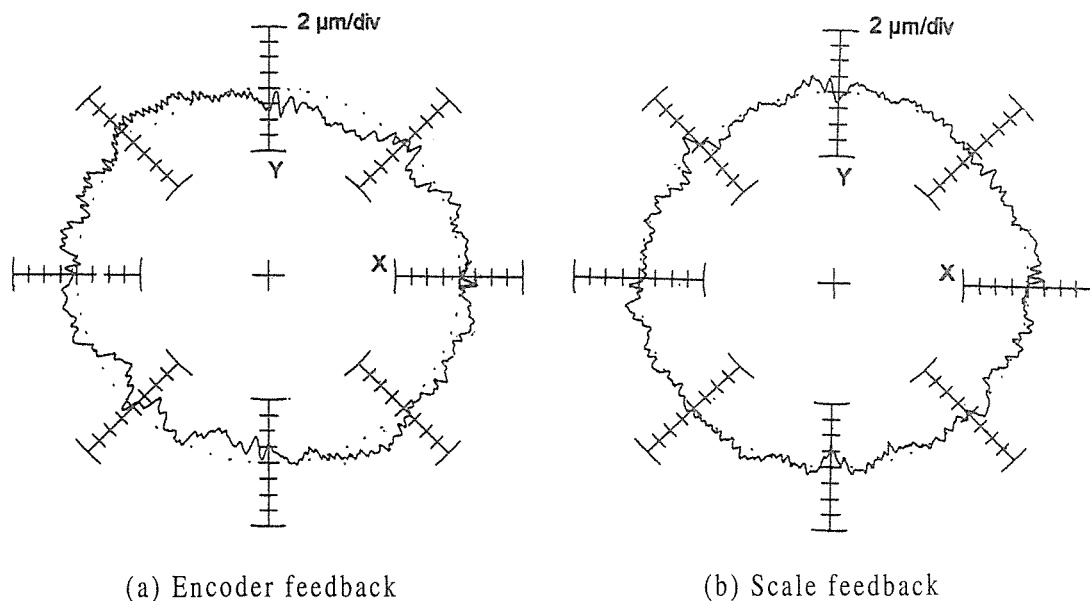 2 μm/div
Y
X
(a) Encoder feedback
2 μm/div
Y
X
(b) Scale feedback